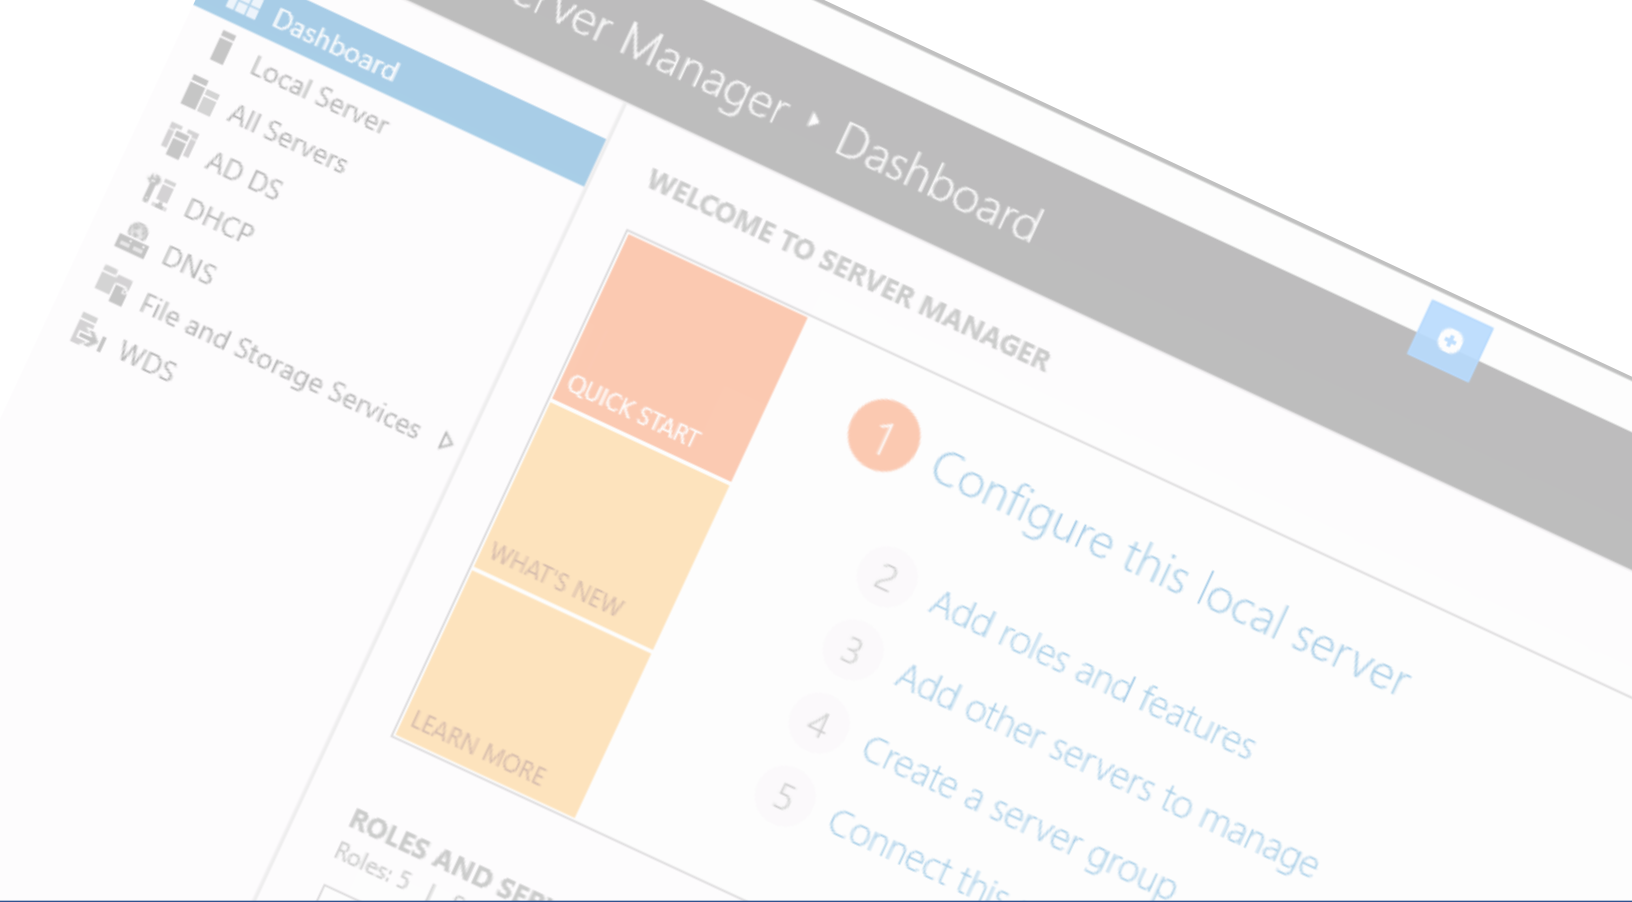 Manager ▸ Dashboard
Dashboard
Local Server
All Servers
AD DS
DHCP
DNS
File and Storage Services ▷
WDS
WELCOME TO SERVER MANAGER
QUICK START
WHAT'S NEW
LEARN MORE
1 Configure this local server
2 Add roles and features
3 Add other servers to manage
4 Create a server group
5 Connect this
ROLES AND
Roles: 5 |